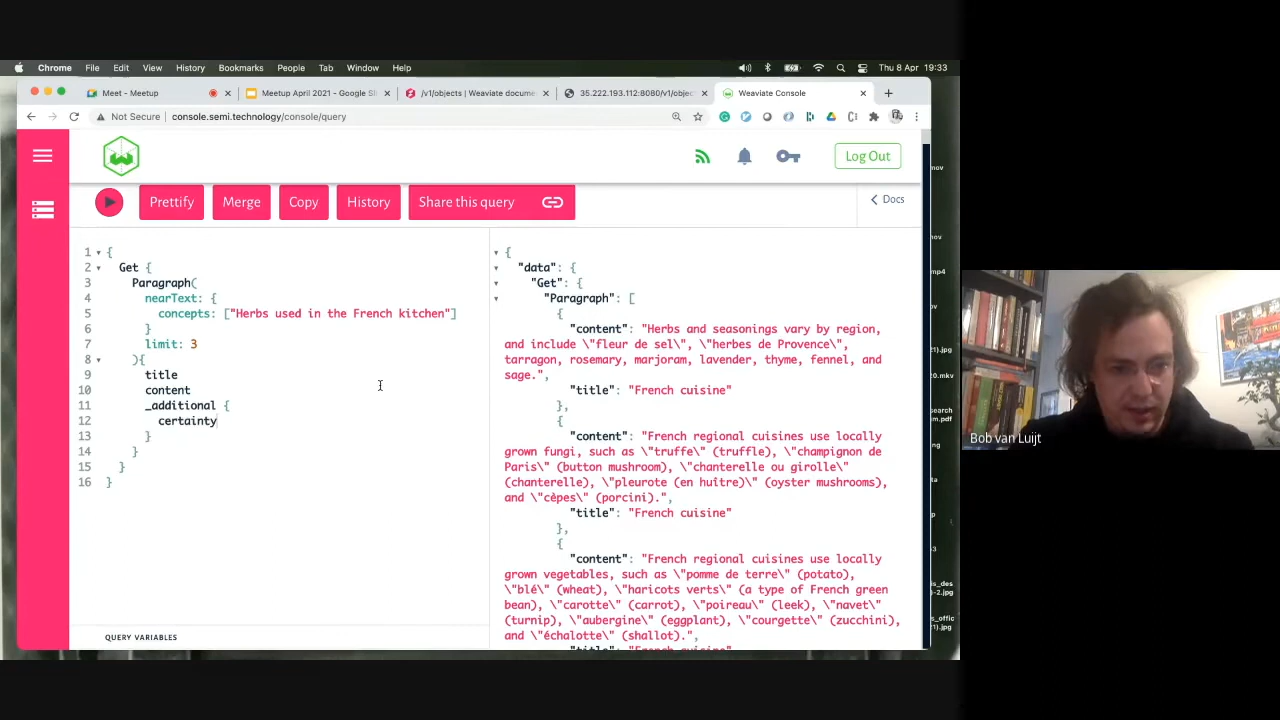 Chrome File Edit View History Bookmarks People Tab Window Help Thu 8 Apr 19:33
Meet - Meetup
Meetup April 2021 - Google Sli
/v1/objects | Weaviate docume
35.222.193.112:8080/v1/objec
Weaviate Console
Not Secure console.semi.technology/console/query
Log Out
Prettify Merge Copy History Share this query
Docs
1 {
2 Get {
3 Paragraph(
4 nearText: {
5 concepts: ["Herbs used in the French kitchen"]
6 }
7 limit: 3
8 ){
9 title
10 content
11 _additional {
12 certainty
13 }
14 }
15 }
16 }
QUERY VARIABLES
{
"data": {
"Get": {
"Paragraph": [
{
"content": "Herbs and seasonings vary by region,
and include \"fleur de sel\", \"herbes de Provence\",
tarragon, rosemary, marjoram, lavender, thyme, fennel, and
sage.",
"title": "French cuisine"
},
{
"content": "French regional cuisines use locally
grown fungi, such as \"truffe\" (truffle), \"champignon de
Paris\" (button mushroom), \"chanterelle ou girolle\"
(chanterelle), \"pleurote (en huître)\" (oyster mushrooms),
and \"cèpes\" (porcini).",
"title": "French cuisine"
},
{
"content": "French regional cuisines use locally
grown vegetables, such as \"pomme de terre\" (potato),
\"blé\" (wheat), \"haricots verts\" (a type of French green
bean), \"carotte\" (carrot), \"poireau\" (leek), \"navet\"
(turnip), \"aubergine\" (eggplant), \"courgette\" (zucchini),
and \"échalotte\" (shallot).",
"title": "French cuisine"
Bob van Luijt